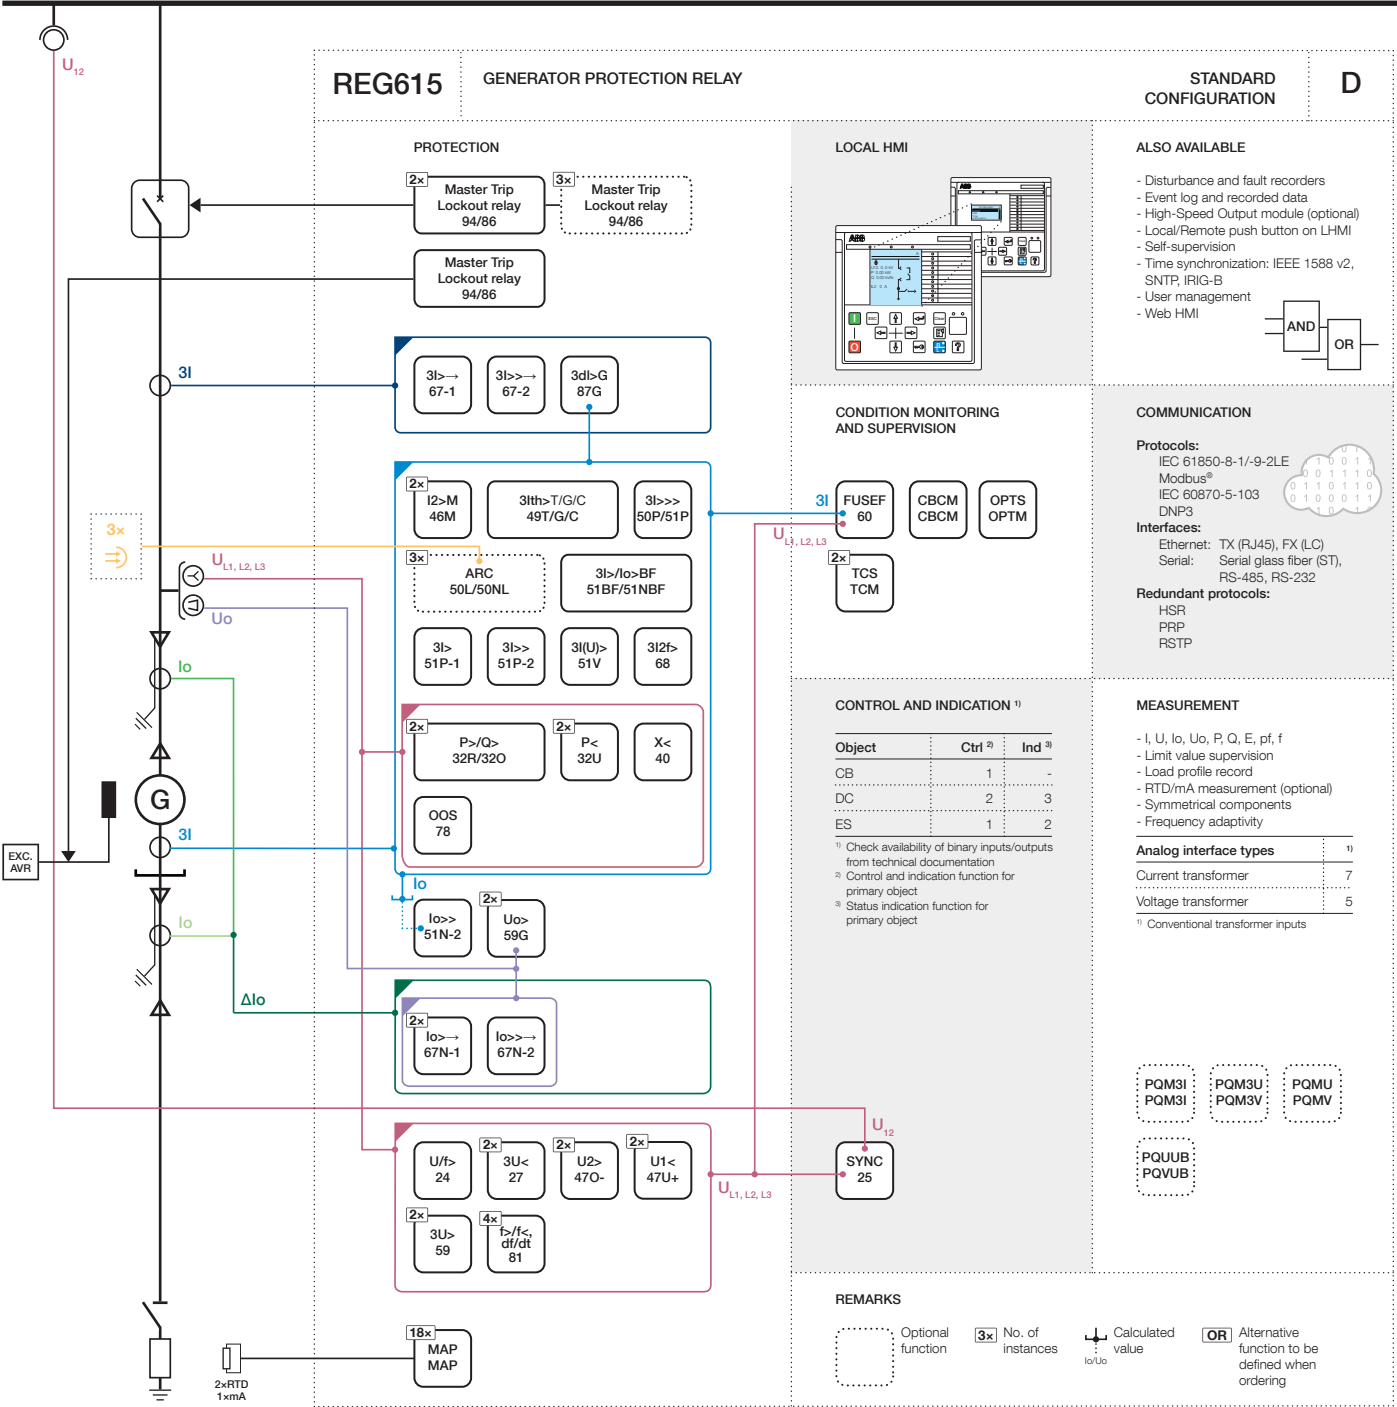 U12
REG615
GENERATOR PROTECTION RELAY
STANDARD
CONFIGURATION
D
PROTECTION
2×
Master Trip
Lockout relay
94/86
3×
Master Trip
Lockout relay
94/86
Master Trip
Lockout relay
94/86
3I
3I>→
67-1
3I>>→
67-2
3dI>G
87G
2×
I2>M
46M
3Ith>T/G/C
49T/G/C
3I>>>
50P/51P
3×
3×
ARC
50L/50NL
3I>/Io>BF
51BF/51NBF
UL1, L2, L3
Uo
3I>
51P-1
3I>>
51P-2
3I(U)>
51V
3I2f>
68
Io
2×
P>/Q>
32R/32O
2×
P<
32U
X<
40
OOS
78
G
3I
EXC.
AVR
Io
Io>>
51N-2
2×
Uo>
59G
Io
ΔIo
2×
Io>→
67N-1
Io>>→
67N-2
U/f>
24
2×
3U<
27
2×
U2>
47O-
2×
U1<
47U+
2×
3U>
59
4×
f>/f<,
df/dt
81
UL1, L2, L3
18×
MAP
MAP
2×RTD
1×mA
LOCAL HMI
ABB
ABB
ESC
Clear
I
O
?
?
CONDITION MONITORING
AND SUPERVISION
3I
UL1, L2, L3
FUSEF
60
CBCM
CBCM
OPTS
OPTM
2×
TCS
TCM
CONTROL AND INDICATION 1)
Object Ctrl 2) Ind 3)
CB 1 -
DC 2 3
ES 1 2
1) Check availability of binary inputs/outputs
from technical documentation
2) Control and indication function for
primary object
3) Status indication function for
primary object
U12
SYNC
25
ALSO AVAILABLE
- Disturbance and fault recorders
- Event log and recorded data
- High-Speed Output module (optional)
- Local/Remote push button on LHMI
- Self-supervision
- Time synchronization: IEEE 1588 v2,
SNTP, IRIG-B
- User management
- Web HMI
AND
OR
COMMUNICATION
Protocols:
IEC 61850-8-1/-9-2LE
Modbus®
IEC 60870-5-103
DNP3
Interfaces:
Ethernet: TX (RJ45), FX (LC)
Serial: Serial glass fiber (ST),
RS-485, RS-232
Redundant protocols:
HSR
PRP
RSTP
MEASUREMENT
- I, U, Io, Uo, P, Q, E, pf, f
- Limit value supervision
- Load profile record
- RTD/mA measurement (optional)
- Symmetrical components
- Frequency adaptivity
Analog interface types 1)
Current transformer 7
Voltage transformer 5
1) Conventional transformer inputs
PQM3I
PQM3I
PQM3U
PQM3V
PQMU
PQMV
PQUUB
PQVUB
REMARKS
Optional
function
3×
No. of
instances
Io/Uo
Calculated
value
OR
Alternative
function to be
defined when
ordering